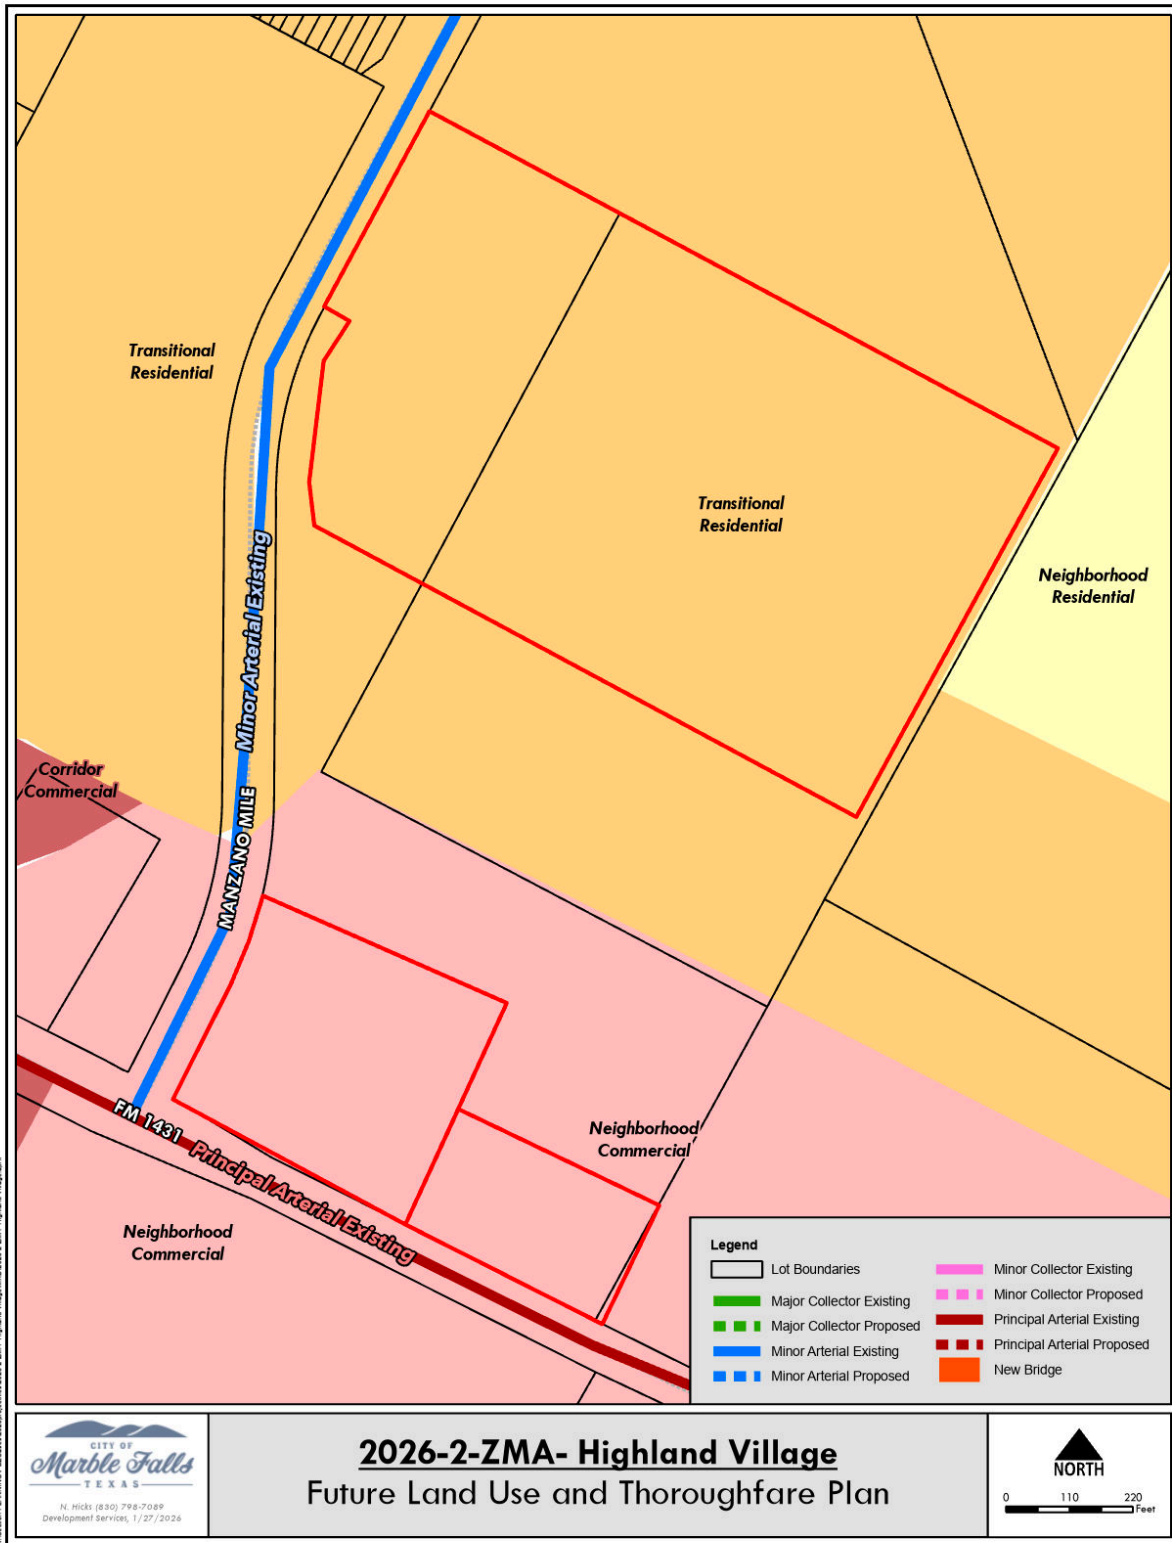 Transitional
Residential
Transitional
Residential
Neighborhood
Residential
Minor Arterial Existing
Corridor
Commercial
MANZANO MILE
FM 1431
Principal Arterial Existing
Neighborhood
Commercial
Neighborhood
Commercial
Legend
Lot Boundaries
Major Collector Existing
Major Collector Proposed
Minor Arterial Existing
Minor Arterial Proposed
Minor Collector Existing
Minor Collector Proposed
Principal Arterial Existing
Principal Arterial Proposed
New Bridge
CITY OF
Marble Falls
TEXAS
N. Hicks (830) 798-7089
Development Services, 1/27/2026
2026-2-ZMA- Highland Village
Future Land Use and Thoroughfare Plan
NORTH
0 110 220
Feet